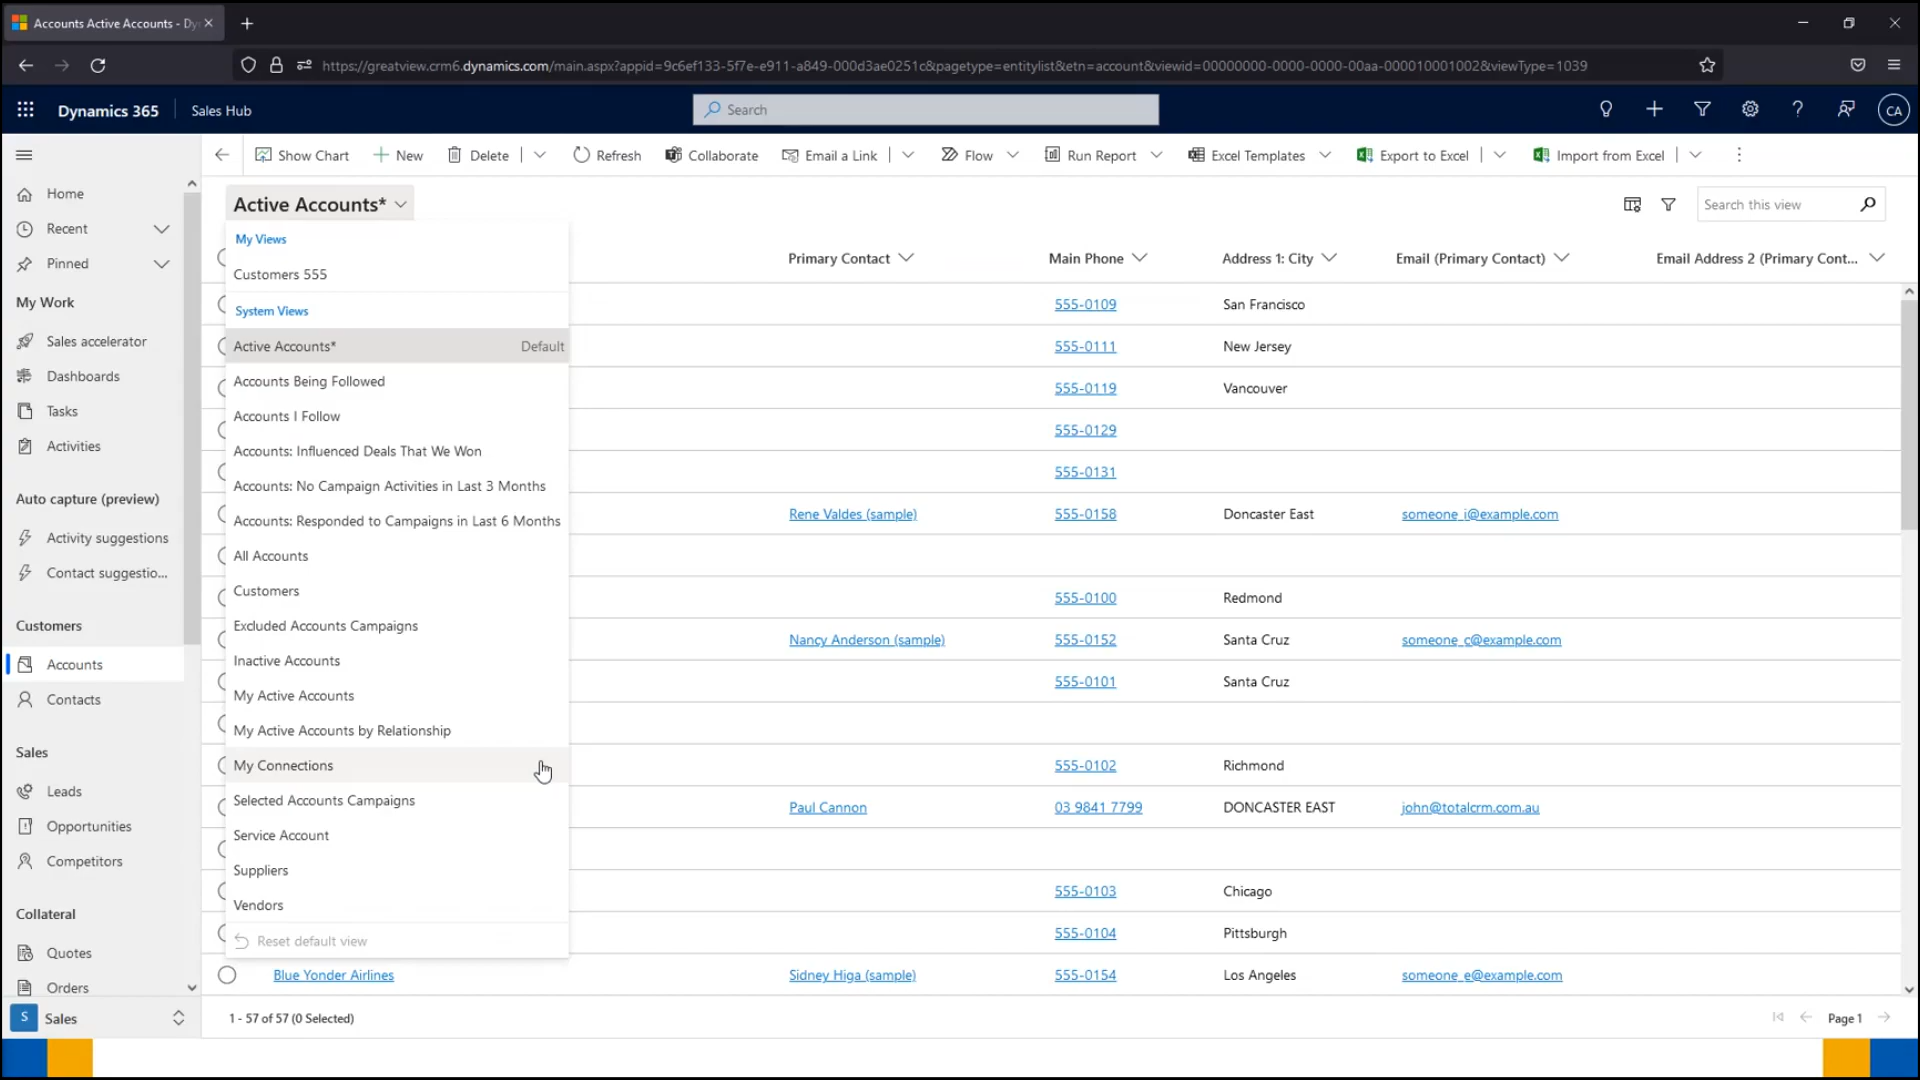 Accounts Active Accounts - Dy
https://greatview.crm6.dynamics.com/main.aspx?appid=9c6ef133-5f7e-e911-a849-000d3ae0251c&pagetype=entitylist&etn=account&viewid=00000000-0000-0000-00aa-000010001002&viewType=1039
Dynamics 365 Sales Hub Search CA
Show Chart New Delete Refresh Collaborate Email a Link Flow Run Report Excel Templates Export to Excel Import from Excel
Home
Recent
Pinned
My Work
Sales accelerator
Dashboards
Tasks
Activities
Auto capture (preview)
Activity suggestions
Contact suggestio...
Customers
Accounts
Contacts
Sales
Leads
Opportunities
Competitors
Collateral
Quotes
Orders
S Sales
Active Accounts*
Search this view
My Views
Customers 555
System Views
Active Accounts* Default
Accounts Being Followed
Accounts I Follow
Accounts: Influenced Deals That We Won
Accounts: No Campaign Activities in Last 3 Months
Accounts: Responded to Campaigns in Last 6 Months
All Accounts
Customers
Excluded Accounts Campaigns
Inactive Accounts
My Active Accounts
My Active Accounts by Relationship
My Connections
Selected Accounts Campaigns
Service Account
Suppliers
Vendors
Reset default view
Primary Contact Main Phone Address 1: City Email (Primary Contact) Email Address 2 (Primary Cont...
555-0109 San Francisco
555-0111 New Jersey
555-0119 Vancouver
555-0129
555-0131
Rene Valdes (sample) 555-0158 Doncaster East someone_i@example.com
555-0100 Redmond
Nancy Anderson (sample) 555-0152 Santa Cruz someone_c@example.com
555-0101 Santa Cruz
555-0102 Richmond
Paul Cannon 03 9841 7799 DONCASTER EAST john@totalcrm.com.au
555-0103 Chicago
555-0104 Pittsburgh
Blue Yonder Airlines Sidney Higa (sample) 555-0154 Los Angeles someone_e@example.com
1 - 57 of 57 (0 Selected) Page 1